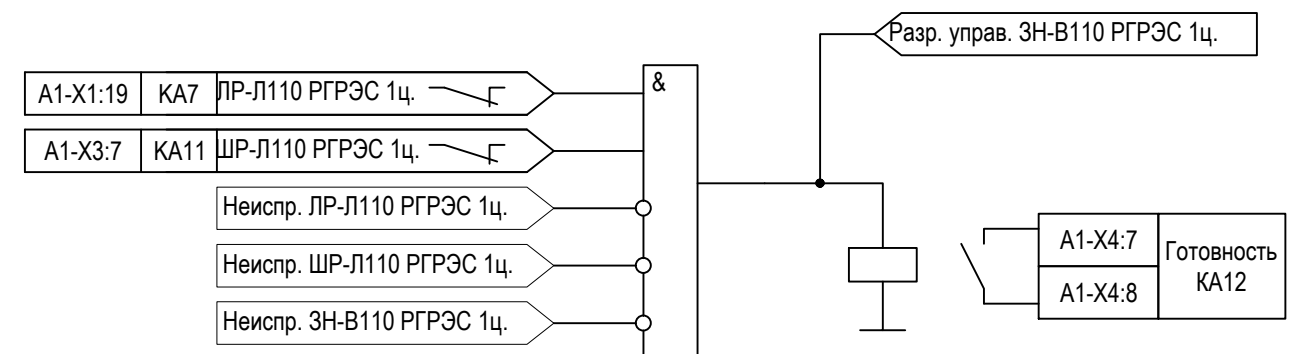 Разр. управ. ЗН-В110 РГРЭС 1ц.
A1-X1:19 KA7 ЛР-Л110 РГРЭС 1ц.
&
A1-X3:7 KA11 ШР-Л110 РГРЭС 1ц.
Неиспр. ЛР-Л110 РГРЭС 1ц.
Неиспр. ШР-Л110 РГРЭС 1ц.
Неиспр. ЗН-В110 РГРЭС 1ц.
A1-X4:7
A1-X4:8
Готовность
КА12